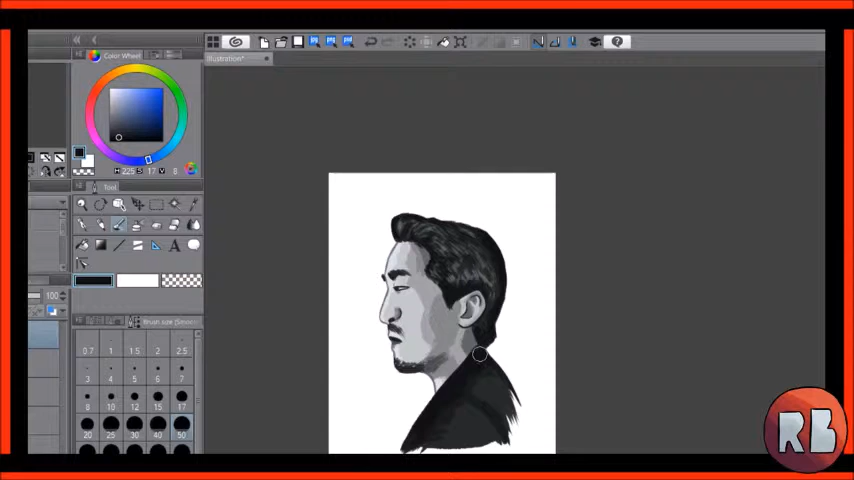 Color Wheel
Illustration*
H 225 S 17 V 8
Tool
A
100
Brush size (Smoo
0.7 1 1.5 2 2.5
3 4 5 6 7
8 10 12 15 17
20 25 30 40 50
RB